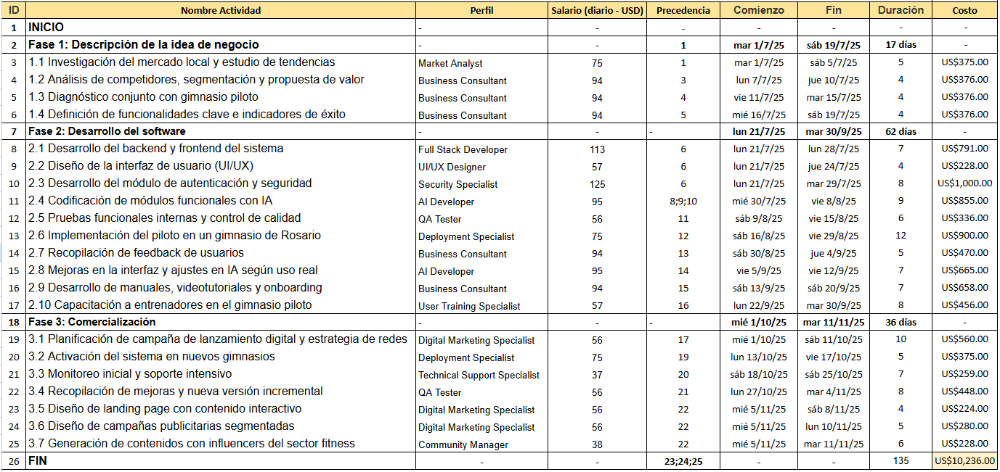 ID Nombre Actividad Perfil Salario (diario - USD) Precedencia Comienzo Fin Duración Costo
1 INICIO - - - - - - -
2 Fase 1: Descripción de la idea de negocio - - 1 mar 1/7/25 sáb 19/7/25 17 días -
3 1.1 Investigación del mercado local y estudio de tendencias Market Analyst 75 1 mar 1/7/25 sáb 5/7/25 5 US$375.00
4 1.2 Análisis de competidores, segmentación y propuesta de valor Business Consultant 94 3 lun 7/7/25 jue 10/7/25 4 US$376.00
5 1.3 Diagnóstico conjunto con gimnasio piloto Business Consultant 94 4 vie 11/7/25 mar 15/7/25 4 US$376.00
6 1.4 Definición de funcionalidades clave e indicadores de éxito Business Consultant 94 5 mié 16/7/25 sáb 19/7/25 4 US$376.00
7 Fase 2: Desarrollo del software - - - lun 21/7/25 mar 30/9/25 62 días -
8 2.1 Desarrollo del backend y frontend del sistema Full Stack Developer 113 6 lun 21/7/25 lun 28/7/25 7 US$791.00
9 2.2 Diseño de la interfaz de usuario (UI/UX) UI/UX Designer 57 6 lun 21/7/25 jue 24/7/25 4 US$228.00
10 2.3 Desarrollo del módulo de autenticación y seguridad Security Specialist 125 6 lun 21/7/25 mar 29/7/25 8 US$1,000.00
11 2.4 Codificación de módulos funcionales con IA AI Developer 95 8;9;10 mié 30/7/25 vie 8/8/25 9 US$855.00
12 2.5 Pruebas funcionales internas y control de calidad QA Tester 56 11 sáb 9/8/25 vie 15/8/25 6 US$336.00
13 2.6 Implementación del piloto en un gimnasio de Rosario Deployment Specialist 75 12 sáb 16/8/25 vie 29/8/25 12 US$900.00
14 2.7 Recopilación de feedback de usuarios Business Consultant 94 13 sáb 30/8/25 jue 4/9/25 5 US$470.00
15 2.8 Mejoras en la interfaz y ajustes en IA según uso real AI Developer 95 14 vie 5/9/25 vie 12/9/25 7 US$665.00
16 2.9 Desarrollo de manuales, videotutoriales y onboarding Business Consultant 94 15 sáb 13/9/25 sáb 20/9/25 7 US$658.00
17 2.10 Capacitación a entrenadores en el gimnasio piloto User Training Specialist 57 16 lun 22/9/25 mar 30/9/25 8 US$456.00
18 Fase 3: Comercialización - - - mié 1/10/25 mar 11/11/25 36 días -
19 3.1 Planificación de campaña de lanzamiento digital y estrategia de redes Digital Marketing Specialist 56 17 mié 1/10/25 sáb 11/10/25 10 US$560.00
20 3.2 Activación del sistema en nuevos gimnasios Deployment Specialist 75 19 lun 13/10/25 vie 17/10/25 5 US$375.00
21 3.3 Monitoreo inicial y soporte intensivo Technical Support Specialist 37 20 sáb 18/10/25 sáb 25/10/25 7 US$259.00
22 3.4 Recopilación de mejoras y nueva versión incremental QA Tester 56 21 lun 27/10/25 mar 4/11/25 8 US$448.00
23 3.5 Diseño de landing page con contenido interactivo Digital Marketing Specialist 56 22 mié 5/11/25 sáb 8/11/25 4 US$224.00
24 3.6 Diseño de campañas publicitarias segmentadas Digital Marketing Specialist 56 22 mié 5/11/25 lun 10/11/25 5 US$280.00
25 3.7 Generación de contenidos con influencers del sector fitness Community Manager 38 22 mié 5/11/25 mar 11/11/25 6 US$228.00
26 FIN - - 23;24;25 - - 135 US$10,236.00